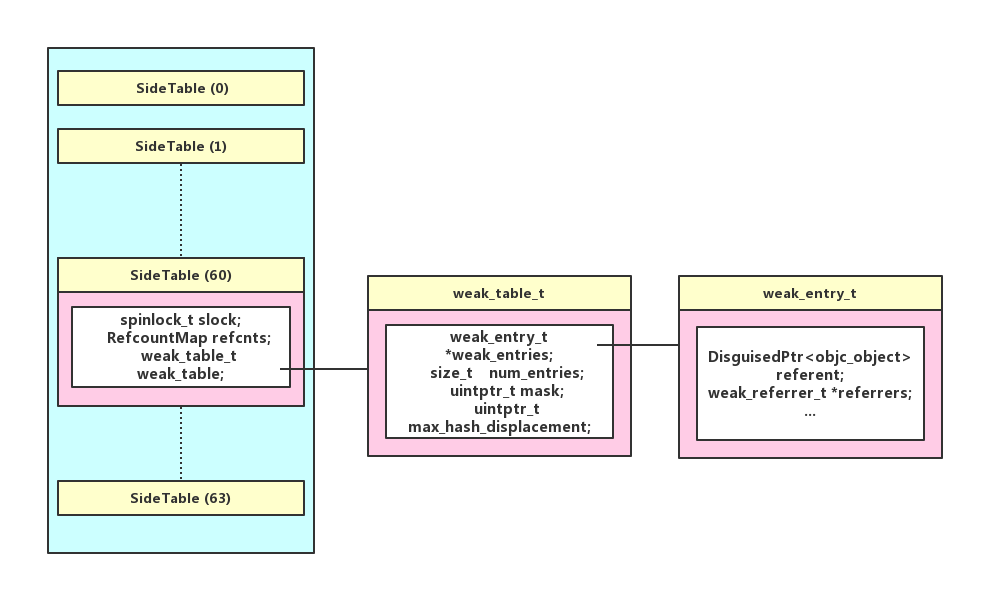 SideTable (0)
SideTable (1)
SideTable (60)
spinlock_t slock;
RefcountMap refcnts;
weak_table_t
weak_table;
SideTable (63)
weak_table_t
weak_entry_t
*weak_entries;
size_t num_entries;
uintptr_t mask;
uintptr_t
max_hash_displacement;
weak_entry_t
DisguisedPtr<objc_object>
referent;
weak_referrer_t *referrers;
...